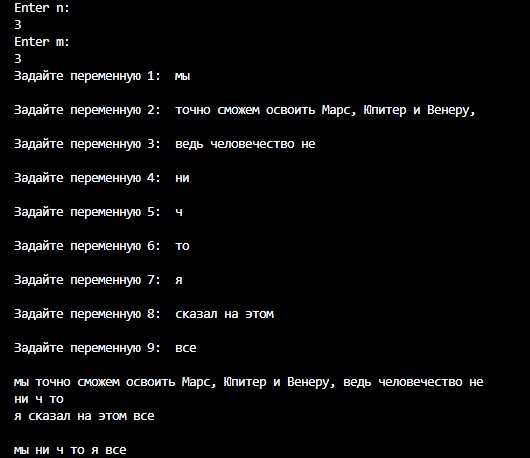 Enter n:
3
Enter m:
3
Задайте переменную 1: мы
Задайте переменную 2: точно сможем освоить Марс, Юпитер и Венеру,
Задайте переменную 3: ведь человечество не
Задайте переменную 4: ни
Задайте переменную 5: ч
Задайте переменную 6: то
Задайте переменную 7: я
Задайте переменную 8: сказал на этом
Задайте переменную 9: все
мы точно сможем освоить Марс, Юпитер и Венеру, ведь человечество не
ни ч то
я сказал на этом все
мы ни ч то я все